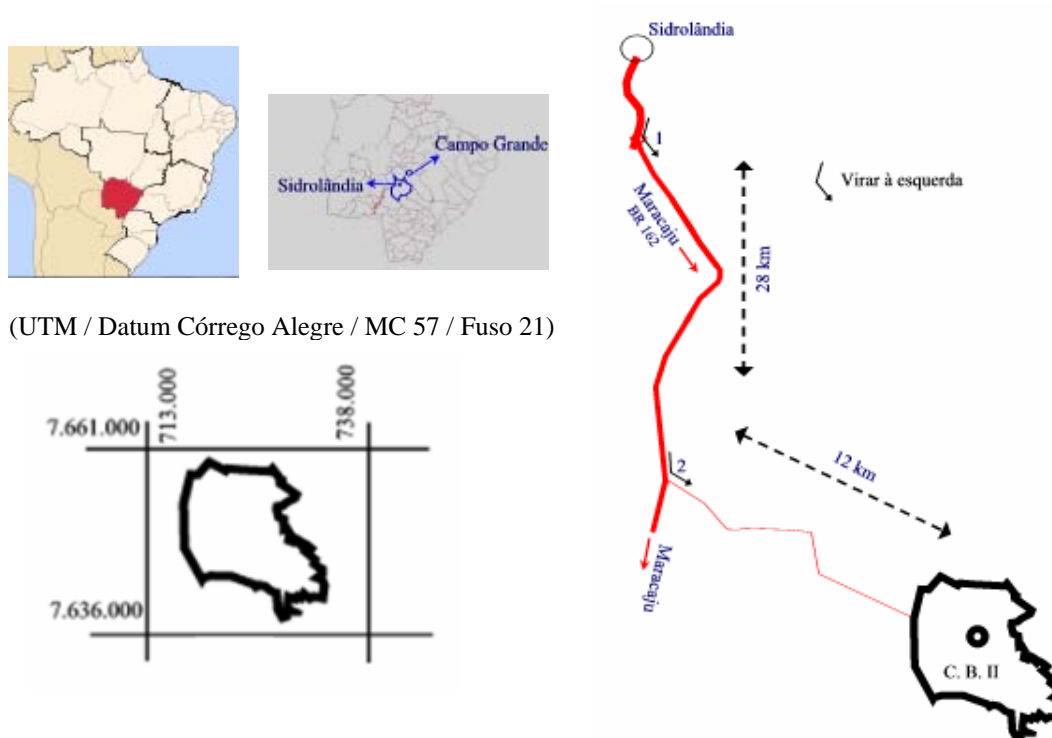 Campo Grande
Sidrolândia
(UTM / Datum Córrego Alegre / MC 57 / Fuso 21)
713.000
738.000
7.661.000
7.636.000
Sidrolândia
1
Virar à esquerda
Maracaju
BR 162
28 km
12 km
2
Maracaju
C. B. II